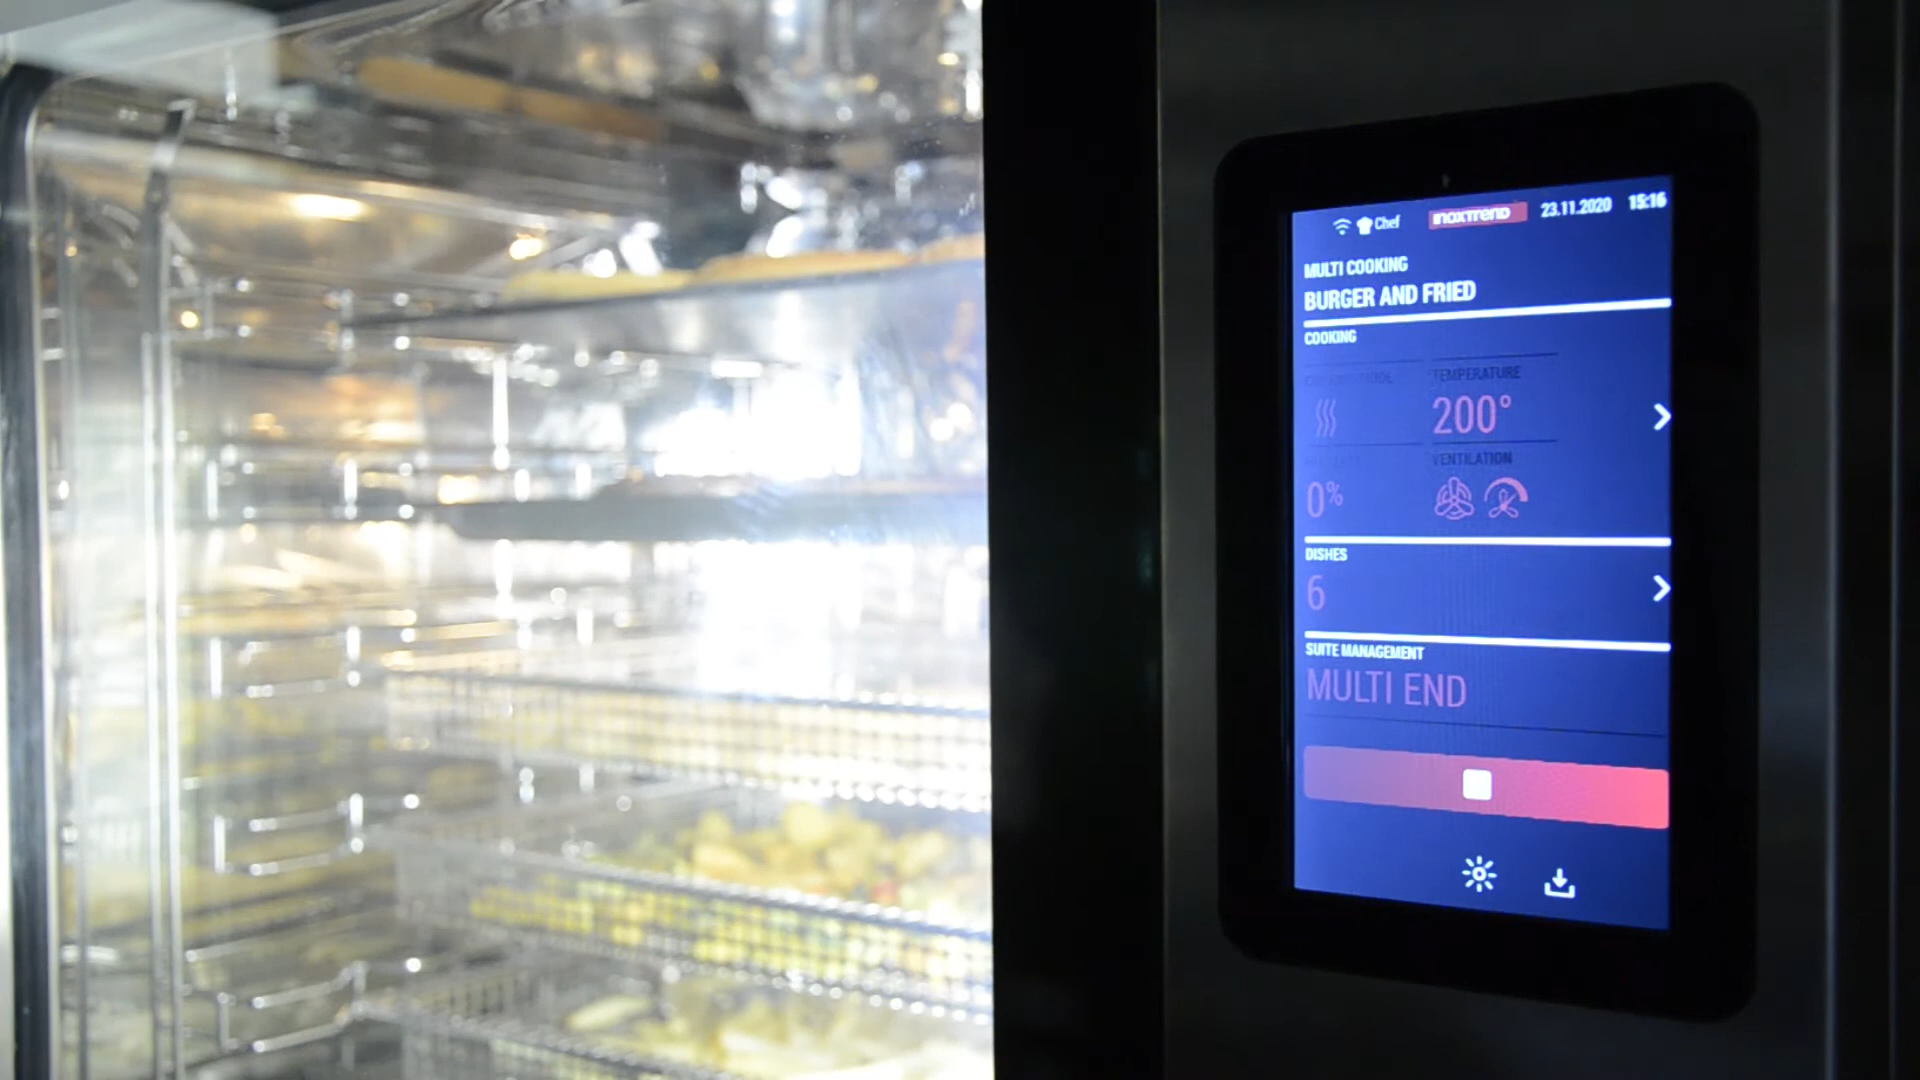 Chef INOXTREND 23.11.2020 15:16
MULTI COOKING
BURGER AND FRIED
COOKING
TEMPERATURE
200°
VENTILATION
0%
DISHES
6
SUITE MANAGEMENT
MULTI END